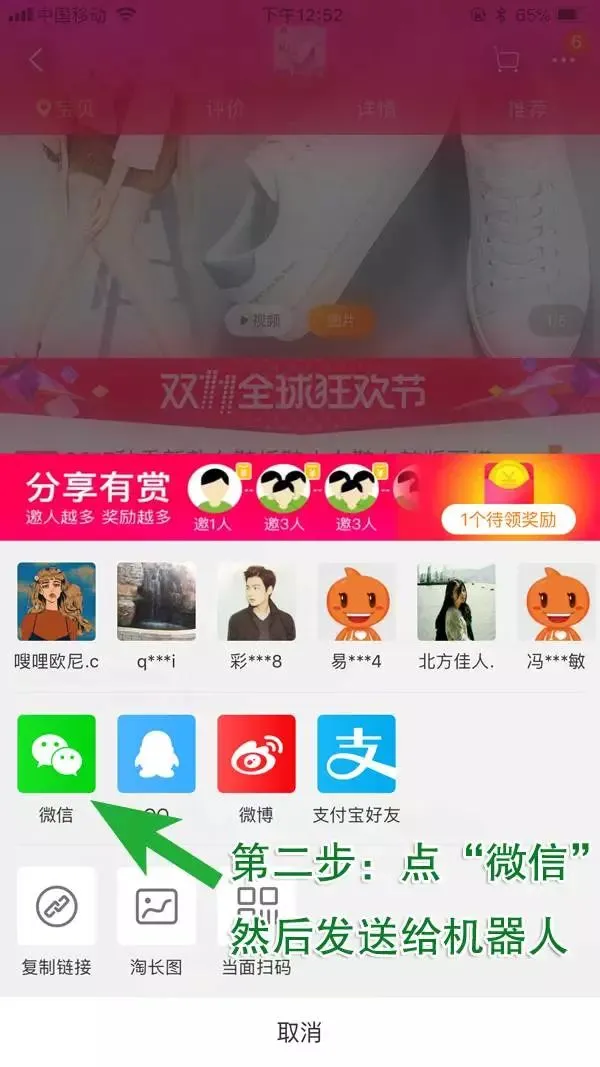 中国移动
下午12:52
65%
6
宝贝
评价
详情
推荐
视频
图片
双11全球狂欢节
分享有赏
邀人越多 奖励越多
邀1人
邀3人
邀3人
1个待领奖励
嗖哩欧尼.c
q***i
彩***8
易***4
北方佳人.
冯***敏
微信
QQ
微博
支付宝好友
第二步：点“微信”
然后发送给机器人
复制链接
淘长图
当面扫码
取消